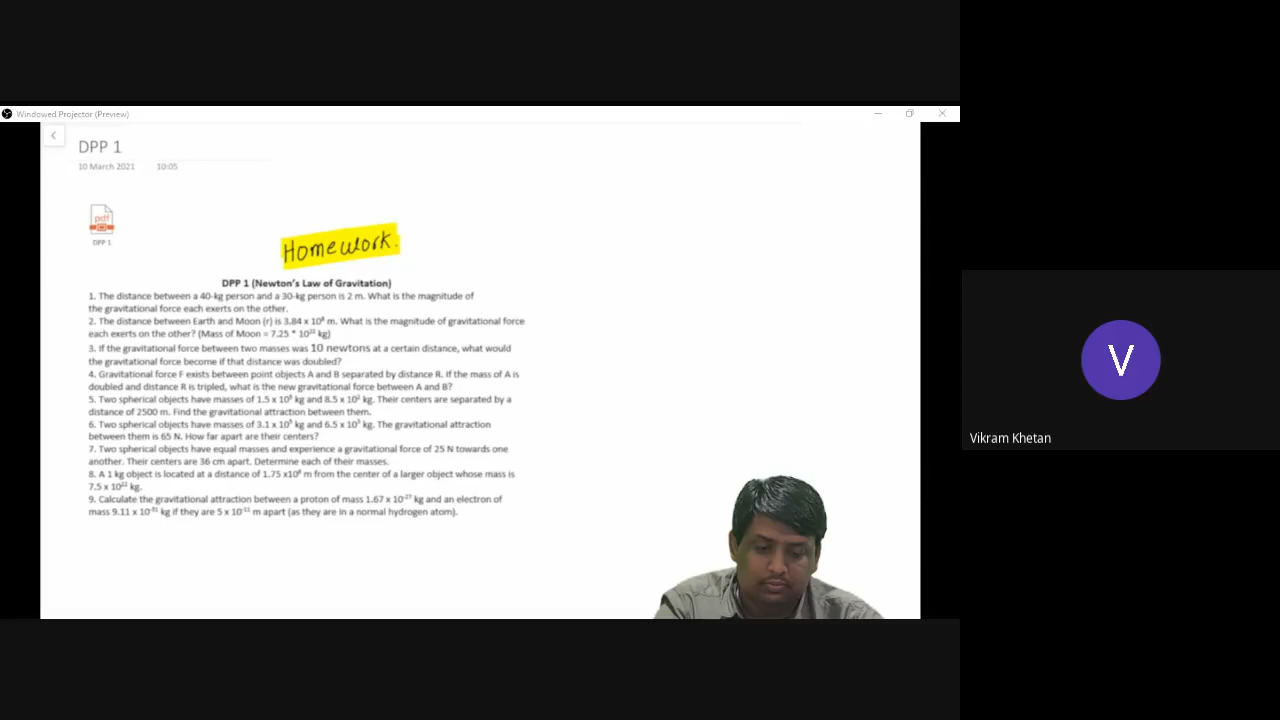 Windowed Projector (Preview)
DPP 1
10 March 2021 10:05
pdf
DPP 1
Homework.
DPP 1 (Newton's Law of Gravitation)
1. The distance between a 40-kg person and a 30-kg person is 2 m. What is the magnitude of
the gravitational force each exerts on the other.
2. The distance between Earth and Moon (r) is 3.84 x 10⁸ m. What is the magnitude of gravitational force
each exerts on the other? (Mass of Moon = 7.25 * 10²² kg)
3. If the gravitational force between two masses was 10 newtons at a certain distance, what would
the gravitational force become if that distance was doubled?
4. Gravitational force F exists between point objects A and B separated by distance R. If the mass of A is
doubled and distance R is tripled, what is the new gravitational force between A and B?
5. Two spherical objects have masses of 1.5 x kg and 8.5 x kg. Their centers are separated by a
distance of 2500 m. Find the gravitational attraction between them.
6. Two spherical objects have masses of 3.1 x kg and 6.5 x kg. The gravitational attraction
between them is 65 N. How far apart are their centers?
7. Two spherical objects have equal masses and experience a gravitational force of 25 N towards one
another. Their centers are 36 cm apart. Determine each of their masses.
8. A 1 kg object is located at a distance of 1.75 x10⁶ m from the center of a larger object whose mass is
7.5 x 10²² kg.
9. Calculate the gravitational attraction between a proton of mass 1.67 x 10⁻²⁷ kg and an electron of
mass 9.11 x 10⁻³¹ kg if they are 5 x 10⁻¹¹ m apart (as they are in a normal hydrogen atom).
V
Vikram Khetan